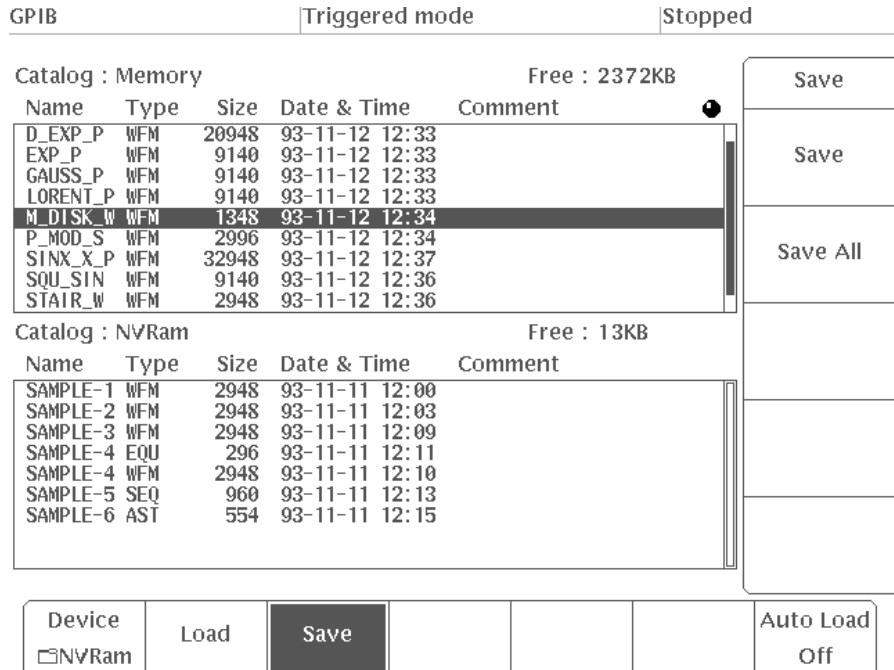 GPIB Triggered mode Stopped
Catalog : Memory Free : 2372KB
Name Type Size Date & Time Comment
D_EXP_P WFM 20948 93-11-12 12:33
EXP_P WFM 9140 93-11-12 12:33
GAUSS_P WFM 9140 93-11-12 12:33
LORENT_P WFM 9140 93-11-12 12:33
M_DISK_W WFM 1348 93-11-12 12:34
P_MOD_S WFM 2996 93-11-12 12:34
SINX_X_P WFM 32948 93-11-12 12:37
SQU_SIN WFM 9140 93-11-12 12:36
STAIR_W WFM 2948 93-11-12 12:36
Catalog : NVRam Free : 13KB
Name Type Size Date & Time Comment
SAMPLE-1 WFM 2948 93-11-11 12:00
SAMPLE-2 WFM 2948 93-11-11 12:03
SAMPLE-3 WFM 2948 93-11-11 12:09
SAMPLE-4 EQU 296 93-11-11 12:11
SAMPLE-4 WFM 2948 93-11-11 12:10
SAMPLE-5 SEQ 960 93-11-11 12:13
SAMPLE-6 AST 554 93-11-11 12:15
Save
Save
Save All
Device
NVRam
Load
Save
Auto Load
Off